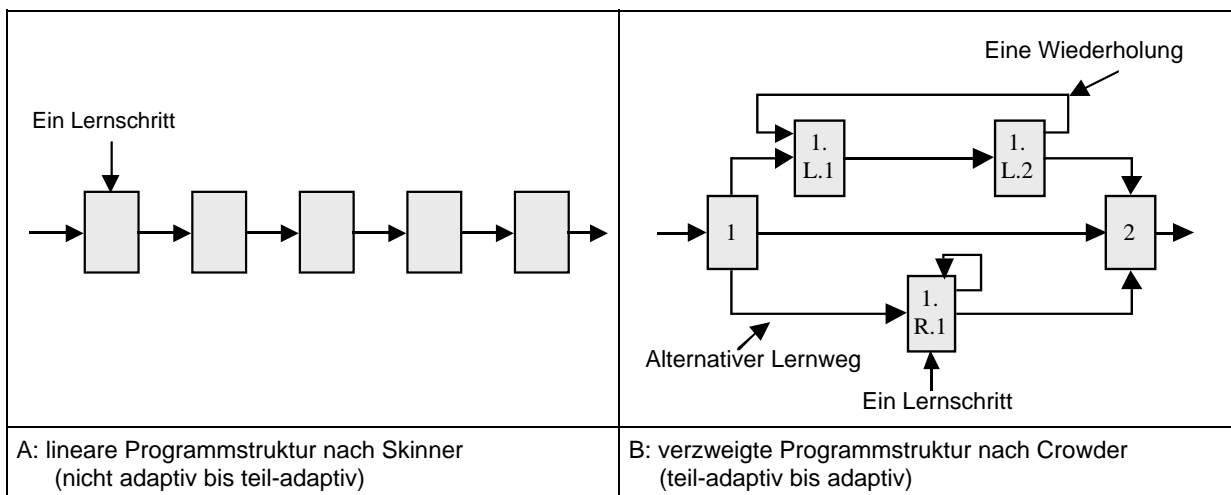 Ein Lernschritt
Eine Wiederholung
1.
L.1
1.
L.2
1
2
1.
R.1
Alternativer Lernweg
Ein Lernschritt
A: lineare Programmstruktur nach Skinner
(nicht adaptiv bis teil-adaptiv)
B: verzweigte Programmstruktur nach Crowder
(teil-adaptiv bis adaptiv)